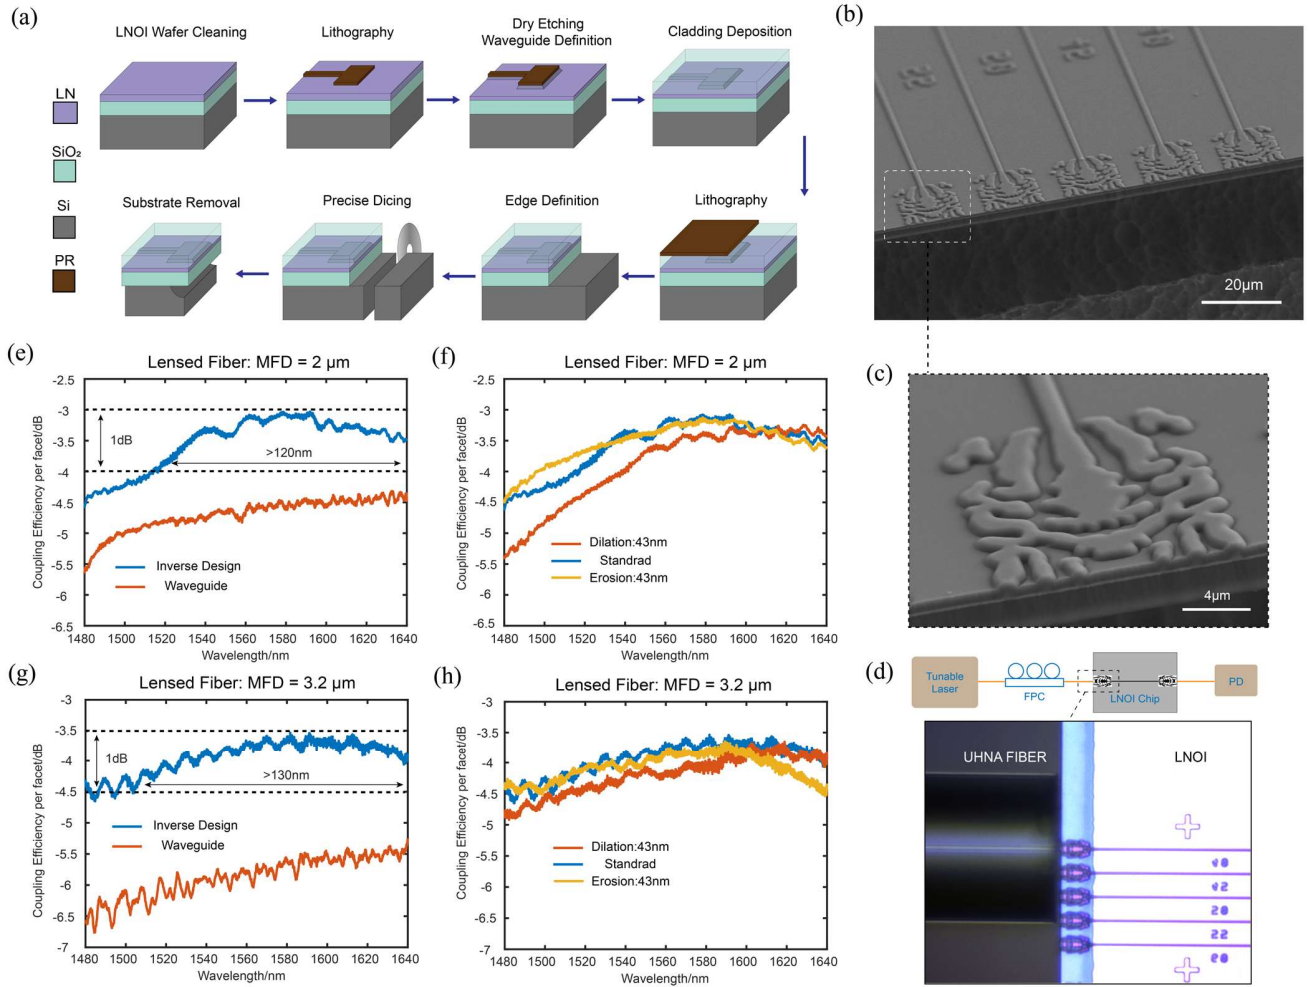 (a)
LNOI Wafer Cleaning
Lithography
Dry Etching
Waveguide Definition
Cladding Deposition
LN
SiO₂
Si
PR
Substrate Removal
Precise Dicing
Edge Definition
Lithography
(b)
20μm
(c)
4μm
(d)
Tunable
Laser
FPC
LNOI Chip
PD
UHNA FIBER
LNOI
(e)
Lensed Fiber: MFD = 2 μm
Coupling Efficiency per facet/dB
-2.5
-3
-3.5
-4
-4.5
-5
-5.5
-6
-6.5
1dB
>120nm
Inverse Design
Waveguide
1480 1500 1520 1540 1560 1580 1600 1620 1640
Wavelength/nm
(f)
Lensed Fiber: MFD = 2 μm
Coupling Efficiency per facet/dB
-2.5
-3
-3.5
-4
-4.5
-5
-5.5
-6
-6.5
Dilation:43nm
Standrad
Erosion:43nm
1480 1500 1520 1540 1560 1580 1600 1620 1640
Wavelength/nm
(g)
Lensed Fiber: MFD = 3.2 μm
Coupling Efficiency per facet/dB
-3
-3.5
-4
-4.5
-5
-5.5
-6
-6.5
-7
1dB
>130nm
Inverse Design
Waveguide
1480 1500 1520 1540 1560 1580 1600 1620 1640
Wavelength/nm
(h)
Lensed Fiber: MFD = 3.2 μm
Coupling Efficiency per facet/dB
-3
-3.5
-4
-4.5
-5
-5.5
-6
-6.5
-7
Dilation:43nm
Standrad
Erosion:43nm
1480 1500 1520 1540 1560 1580 1600 1620 1640
Wavelength/nm